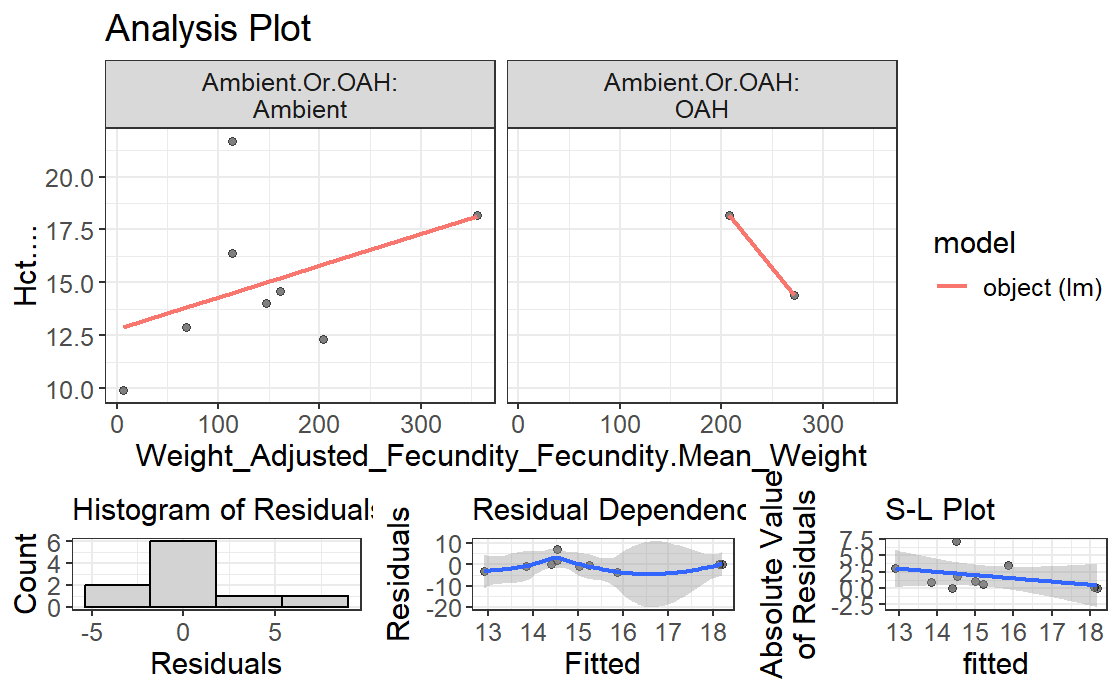 Analysis Plot
Ambient.Or.OAH:
Ambient
Ambient.Or.OAH:
OAH
20.0
17.5
15.0
12.5
10.0
Hct....
0 100 200 300
0 100 200 300
Weight_Adjusted_Fecundity_Fecundity.Mean_Weight
model
object (lm)
Histogram of Residuals
Count
6
4
2
0
-5 0 5
Residuals
Residual Dependenc
Residuals
10
0
-10
-20
13 14 15 16 17 18
Fitted
S-L Plot
Absolute Value
of Residuals
7.5
5.0
2.5
0.0
-2.5
13 14 15 16 17 18
fitted